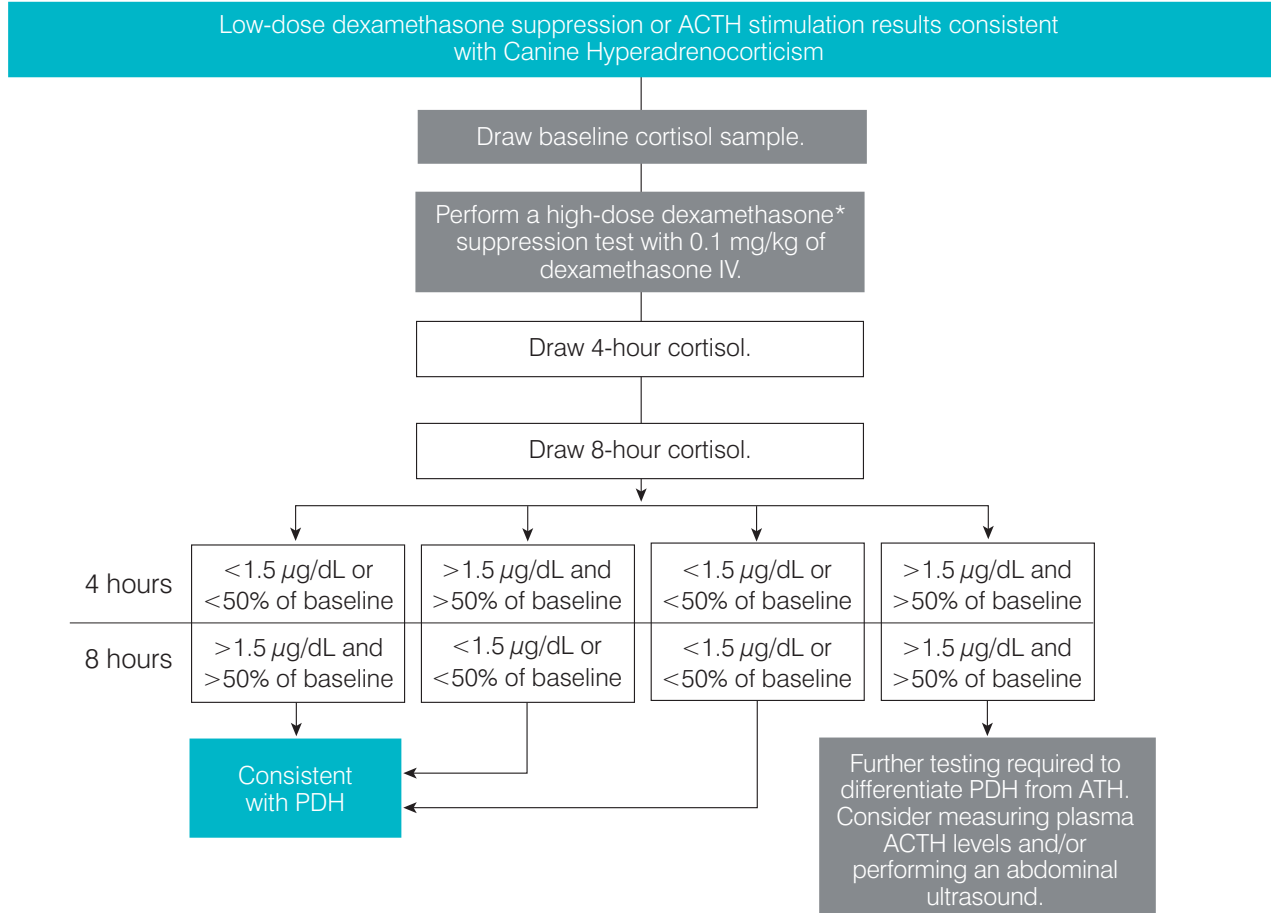 Low-dose dexamethasone suppression or ACTH stimulation results consistent
with Canine Hyperadrenocorticism
Draw baseline cortisol sample.
Perform a high-dose dexamethasone*
suppression test with 0.1 mg/kg of
dexamethasone IV.
Draw 4-hour cortisol.
Draw 8-hour cortisol.
4 hours
<1.5 µg/dL or
<50% of baseline
>1.5 µg/dL and
>50% of baseline
<1.5 µg/dL or
<50% of baseline
>1.5 µg/dL and
>50% of baseline
8 hours
>1.5 µg/dL and
>50% of baseline
<1.5 µg/dL or
<50% of baseline
<1.5 µg/dL or
<50% of baseline
>1.5 µg/dL and
>50% of baseline
Consistent
with PDH
Further testing required to
differentiate PDH from ATH.
Consider measuring plasma
ACTH levels and/or
performing an abdominal
ultrasound.